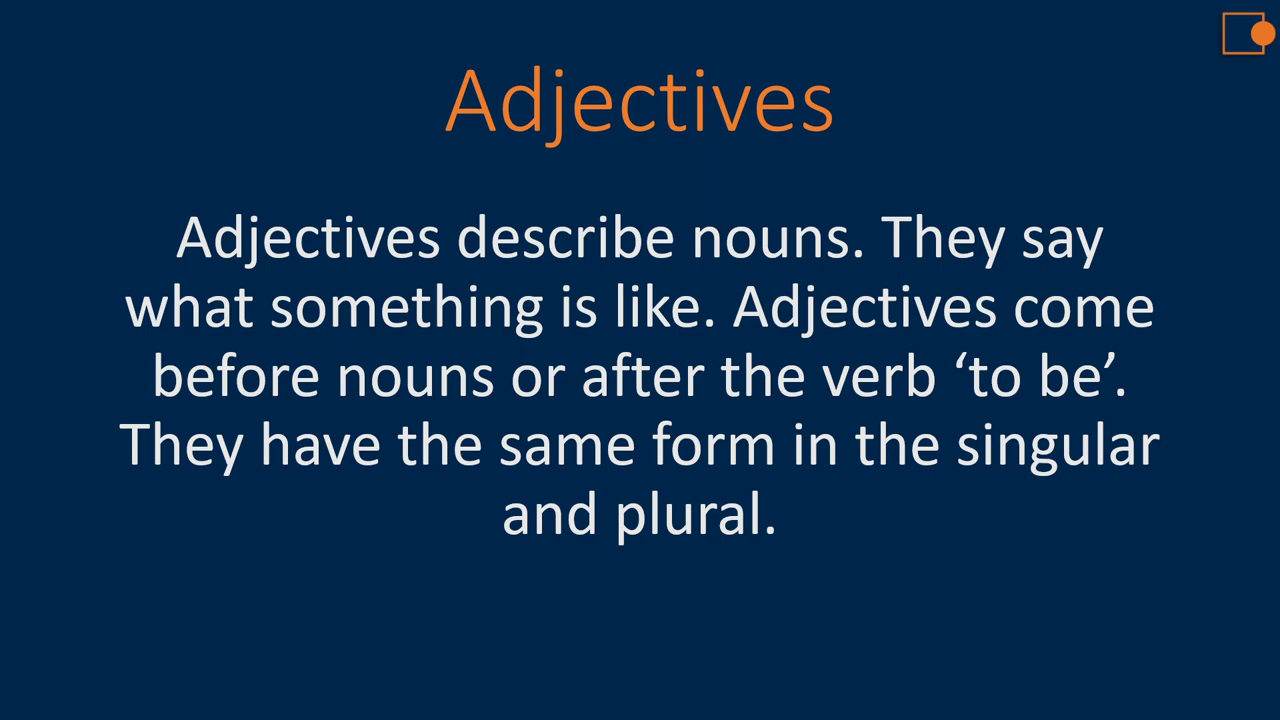 Adjectives
Adjectives describe nouns. They say
what something is like. Adjectives come
before nouns or after the verb ‘to be’.
They have the same form in the singular
and plural.